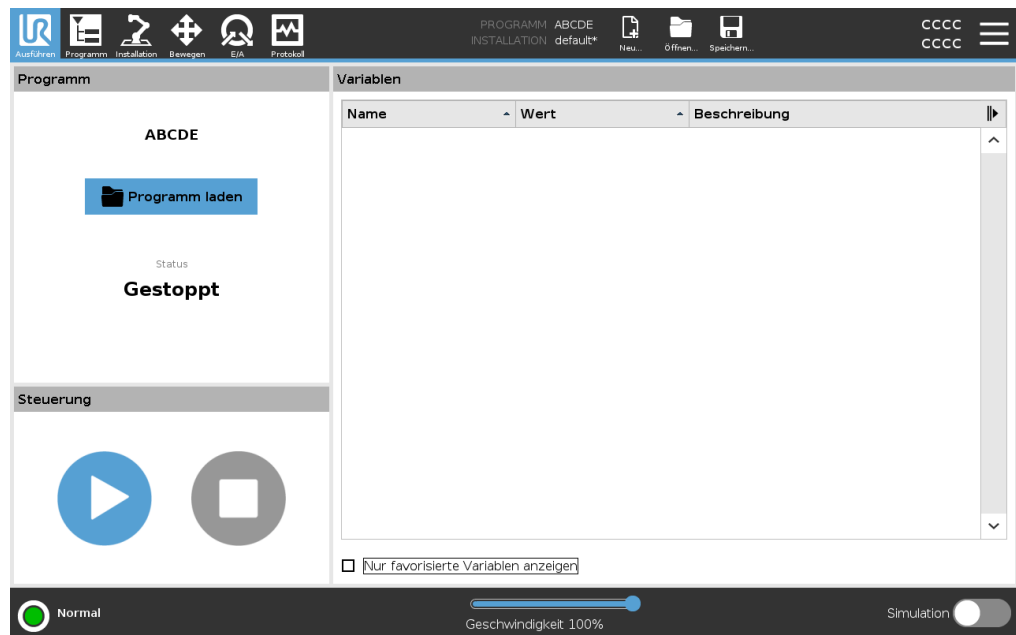 UR
Ausführen
Programm
Installation
Bewegen
E/A
Protokoll
PROGRAMM ABCDE
INSTALLATION default*
Neu...
Öffnen...
Speichern...
CCCC
CCCC
Programm
ABCDE
Programm laden
Status
Gestoppt
Steuerung
Variablen
Name
Wert
Beschreibung
Nur favorisierte Variablen anzeigen
Normal
Geschwindigkeit 100%
Simulation